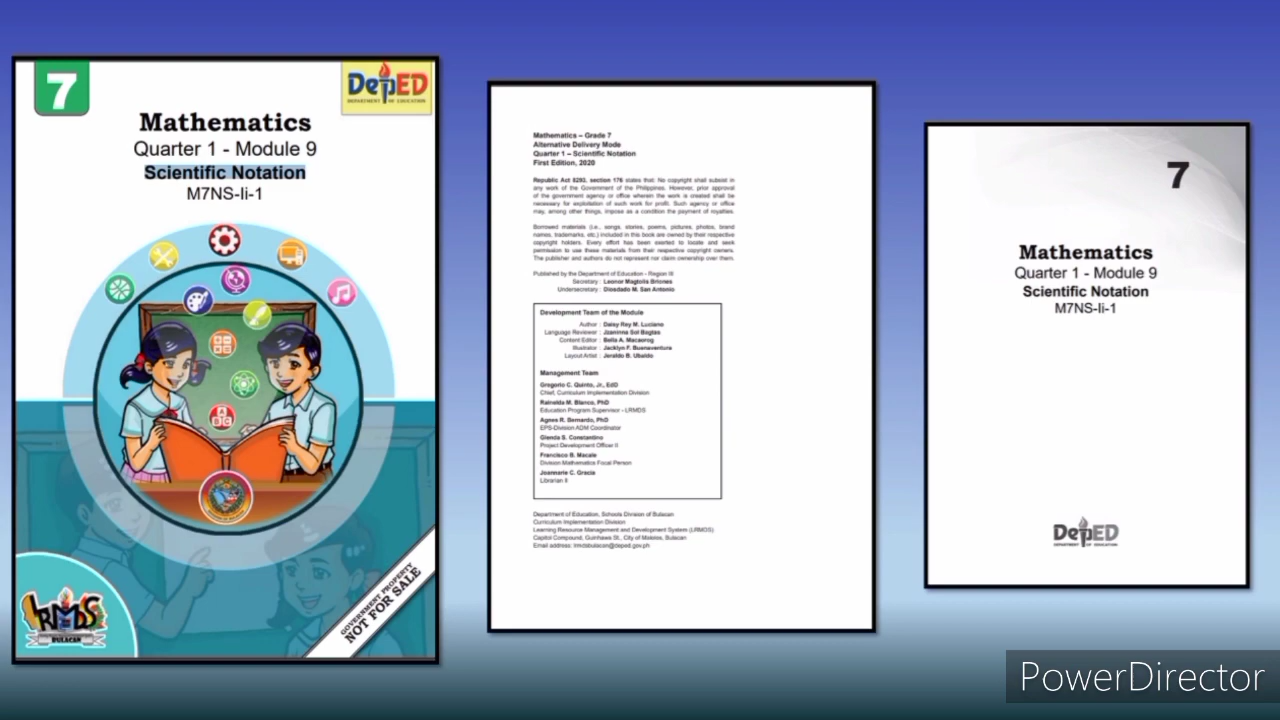 7
DepED
DEPARTMENT OF EDUCATION
Mathematics
Quarter 1 - Module 9
Scientific Notation
M7NS-Ii-1
LRMDS
BULACAN
GOVERNMENT PROPERTY
NOT FOR SALE
Mathematics – Grade 7
Alternative Delivery Mode
Quarter 1 – Scientific Notation
First Edition, 2020
Republic Act 8293, section 176 states that: No copyright shall subsist in
any work of the Government of the Philippines. However, prior approval
of the government agency or office wherein the work is created shall be
necessary for exploitation of such work for profit. Such agency or office
may, among other things, impose as a condition the payment of royalties.
Borrowed materials (i.e., songs, stories, poems, pictures, photos, brand
names, trademarks, etc.) included in this book are owned by their respective
copyright holders. Every effort has been exerted to locate and seek
permission to use these materials from their respective copyright owners.
The publisher and authors do not represent nor claim ownership over them.
Published by the Department of Education - Region III
Secretary : Leonor Magtolis Briones
Undersecretary : Diosdado M. San Antonio
Development Team of the Module
Author : Daisy Rey M. Luciano
Language Reviewer : Jzaninna Sol Bagtas
Content Editor : Bella A. Macaorog
Illustrator : Jacklyn F. Buenaventura
Layout Artist : Jeraldo B. Ubaldo
Management Team
Gregorio C. Quinto, Jr., EdD
Chief, Curriculum Implementation Division
Rainelda M. Blanco, PhD
Education Program Supervisor - LRMDS
Agnes R. Bernardo, PhD
EPS-Division ADM Coordinator
Glenda S. Constantino
Project Development Officer II
Francisco B. Macale
Division Mathematics Focal Person
Joannarie C. Gracia
Librarian II
Department of Education, Schools Division of Bulacan
Curriculum Implementation Division
Learning Resource Management and Development System (LRMDS)
Capitol Compound, Guinhawa St., City of Malolos, Bulacan
Email address: lrmdsbulacan@deped.gov.ph
7
Mathematics
Quarter 1 - Module 9
Scientific Notation
M7NS-Ii-1
DepED
DEPARTMENT OF EDUCATION
PowerDirector